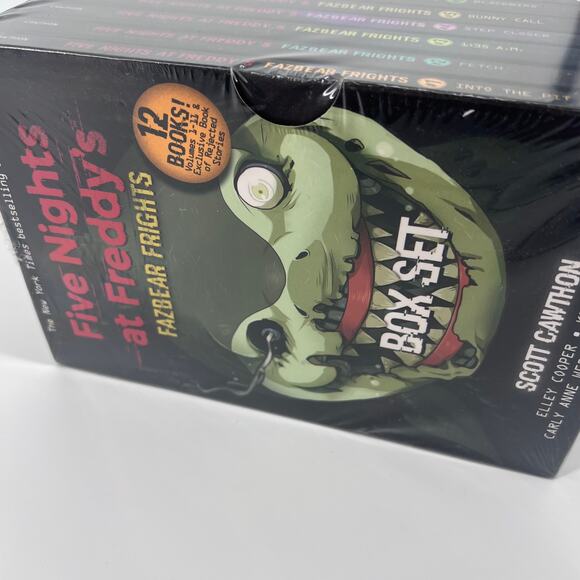 The New York Times bestselling
Five Nights
at Freddy's
FAZBEAR FRIGHTS
12
BOOKS!
Volumes 1-11 &
Exclusive Book
of Rejected
Stories
BOX SET
SCOTT CAWTHON
ELLEY COOPER
CARLY ANNE
FIVE NIGHTS AT FREDDY'S FAZBEAR FRIGHTS BUNNY CALL
FIVE NIGHTS AT FREDDY'S FAZBEAR FRIGHTS STEP CLOSER
FIVE NIGHTS AT FREDDY'S FAZBEAR FRIGHTS 1:35 A.M.
FIVE NIGHTS AT FREDDY'S FAZBEAR FRIGHTS FETCH
FIVE NIGHTS AT FREDDY'S FAZBEAR FRIGHTS INTO THE PIT